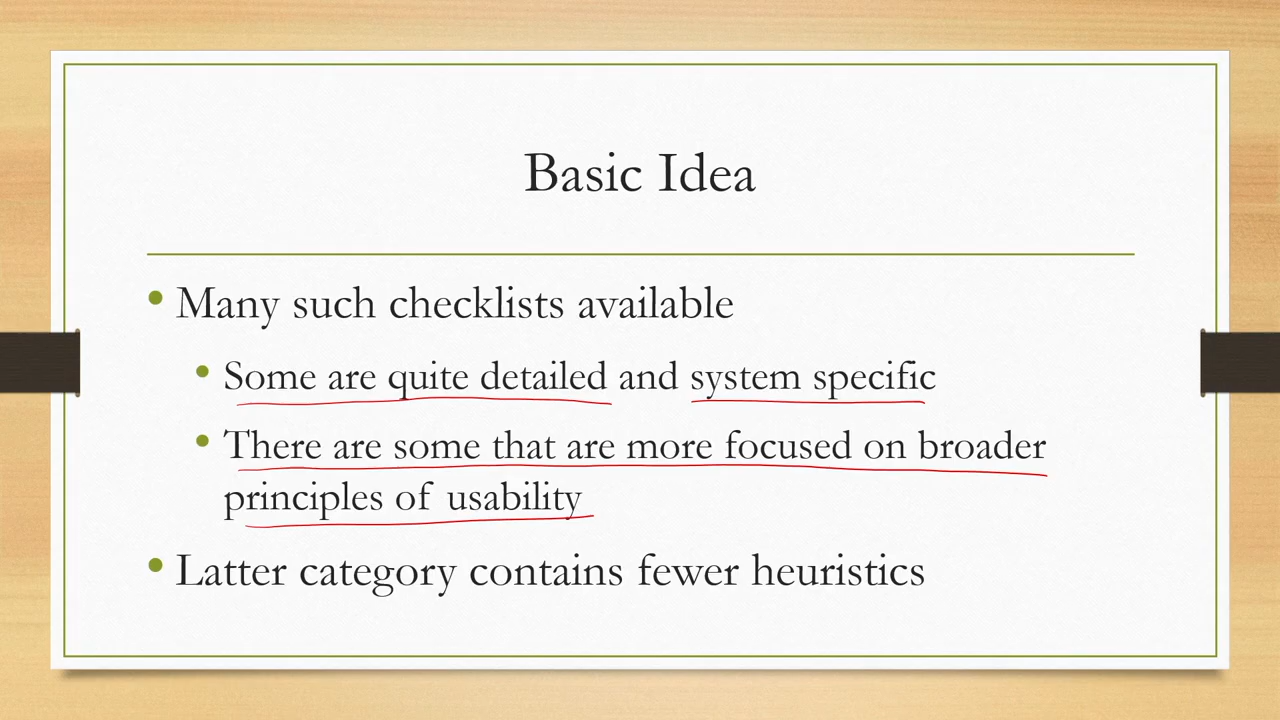 Basic Idea
• Many such checklists available
• Some are quite detailed and system specific
• There are some that are more focused on broader
principles of usability
• Latter category contains fewer heuristics